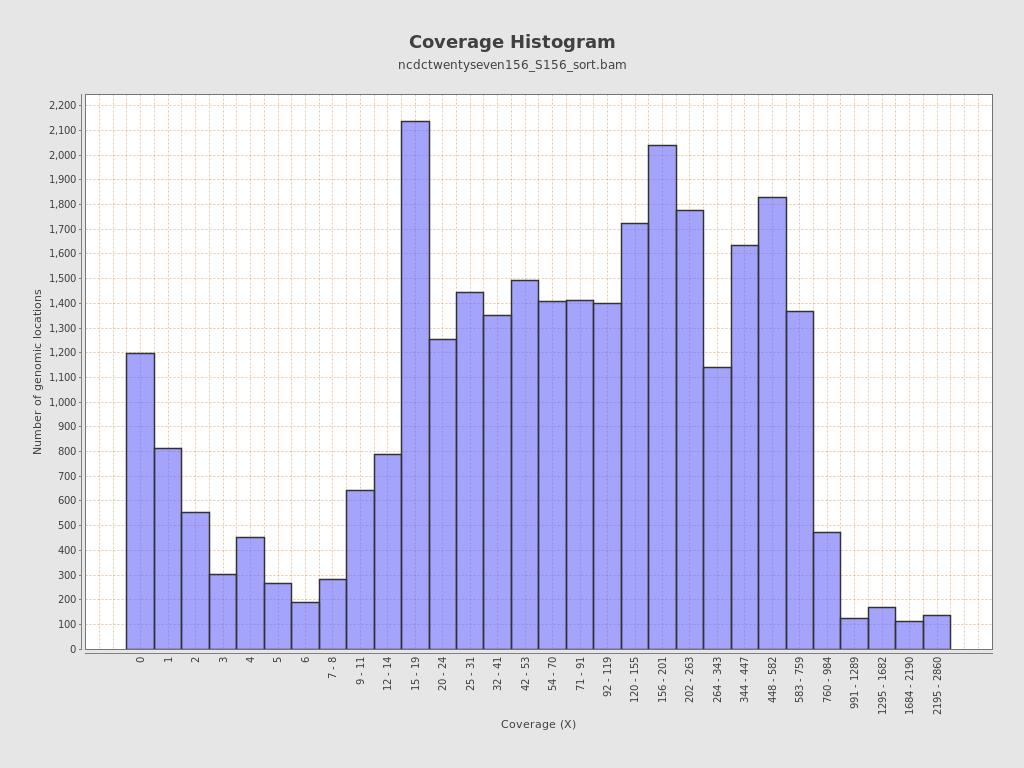 Coverage Histogram
ncdctwentyseven156_S156_sort.bam
Number of genomic locations
2,200
2,100
2,000
1,900
1,800
1,700
1,600
1,500
1,400
1,300
1,200
1,100
1,000
900
800
700
600
500
400
300
200
100
0
0
1
2
3
4
5
6
7 - 8
9 - 11
12 - 14
15 - 19
20 - 24
25 - 31
32 - 41
42 - 53
54 - 70
71 - 91
92 - 119
120 - 155
156 - 201
202 - 263
264 - 343
344 - 447
448 - 582
583 - 759
760 - 984
991 - 1289
1295 - 1682
1684 - 2190
2195 - 2860
Coverage (X)